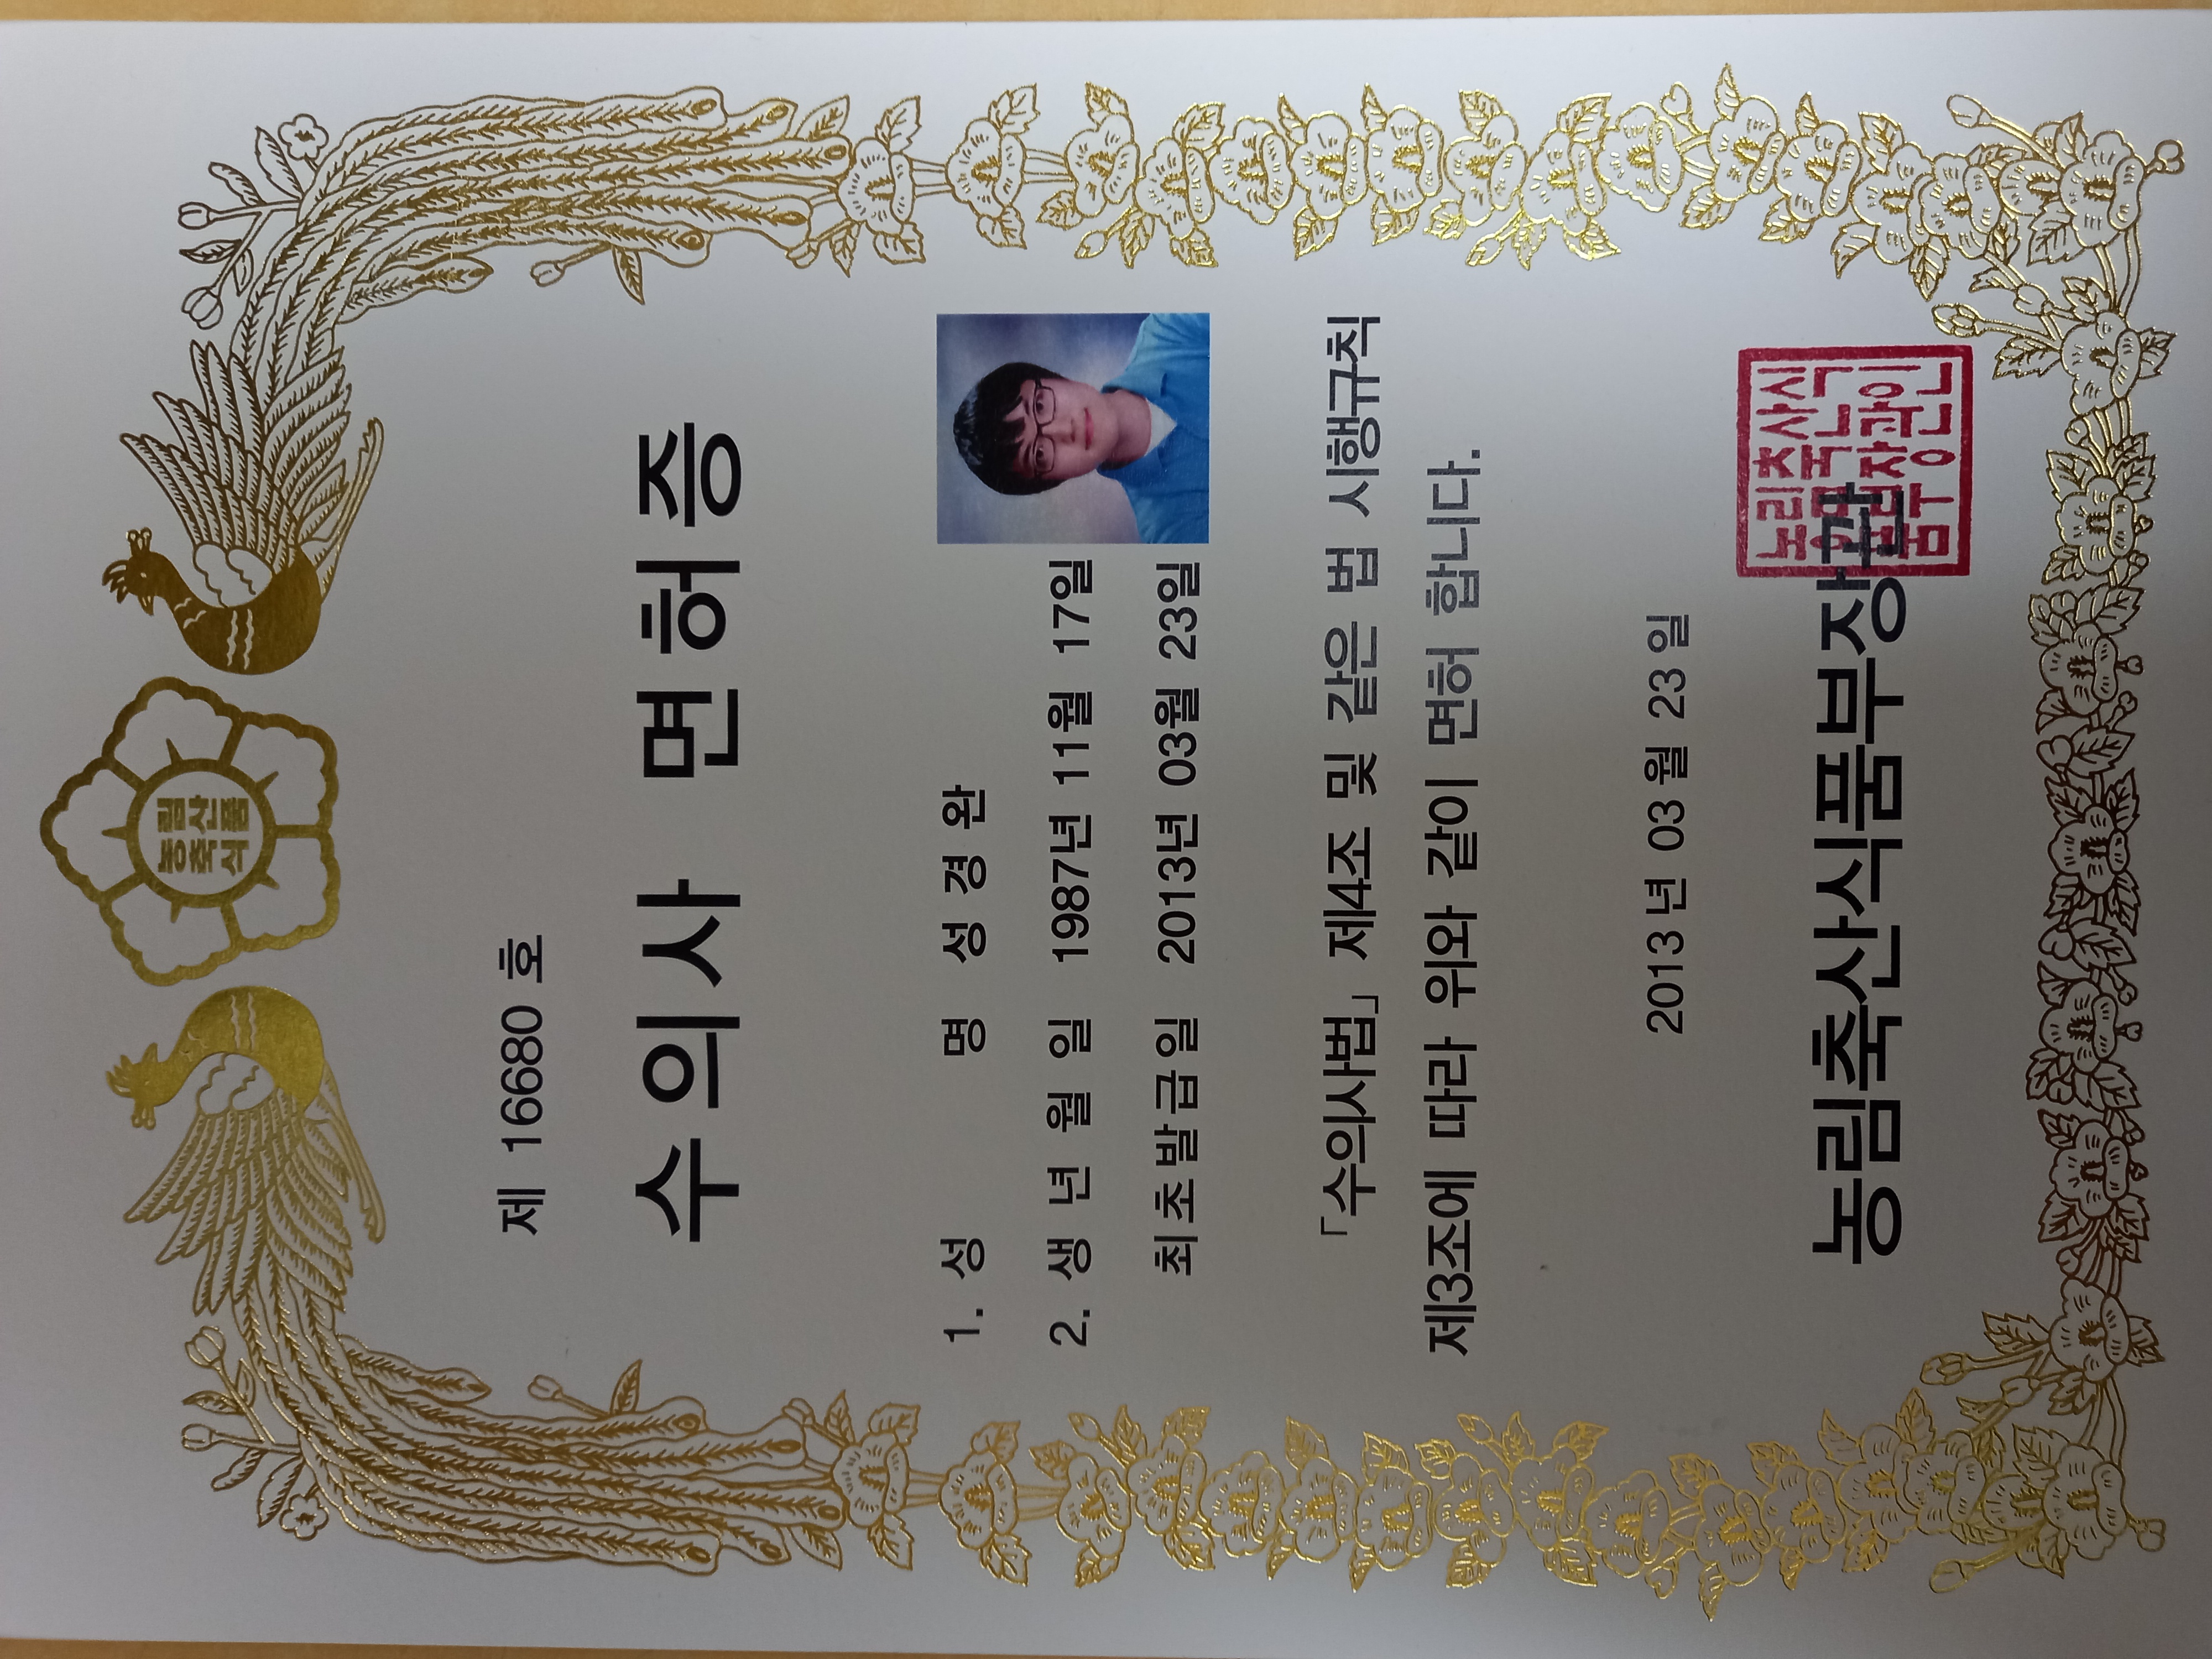 농림
축산
식품
제 16680 호
수의사 면허증
1. 성 명 성 경 완
2. 생 년 월 일 1987년 11월 17일
최초발급일 2013년 03월 23일
「수의사법」 제4조 및 같은 법 시행규칙
제3조에 따라 위와 같이 면허 합니다.
2013 년 03 월 23 일
농림축산식품부장관
농림축산식
품부장관인